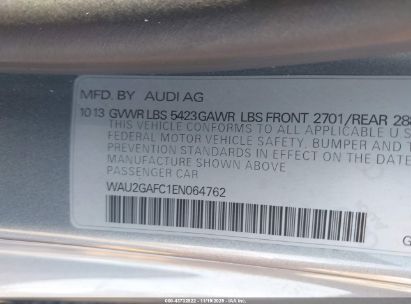 MFD. BY AUDI AG
10 13 GVWR LBS 5423 GAWR LBS FRONT 2701/REAR
THIS VEHICLE CONFORMS TO ALL APPLICABLE U S
FEDERAL MOTOR VEHICLE SAFETY, BUMPER AND
PREVENTION STANDARDS IN EFFECT ON THE DATE
MANUFACTURE SHOWN ABOVE
PASSENGER CAR
WAU2GAFC1EN064762